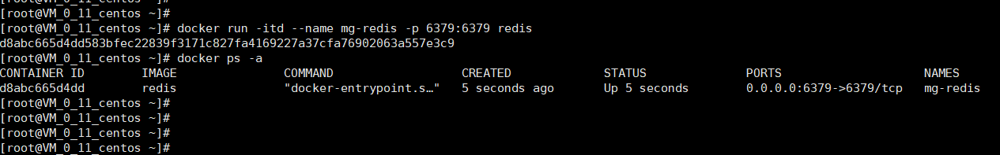 [root@VM_0_11_centos ~]#
[root@VM_0_11_centos ~]#
[root@VM_0_11_centos ~]# docker run -itd --name mg-redis -p 6379:6379 redis
d8abc665d4dd583bfec22839f3171c827fa4169227a37cfa76902063a557e3c9
[root@VM_0_11_centos ~]# docker ps -a
CONTAINER ID IMAGE COMMAND CREATED STATUS PORTS NAMES
d8abc665d4dd redis "docker-entrypoint.s…" 5 seconds ago Up 5 seconds 0.0.0.0:6379->6379/tcp mg-redis
[root@VM_0_11_centos ~]#
[root@VM_0_11_centos ~]#
[root@VM_0_11_centos ~]#
[root@VM_0_11_centos ~]#